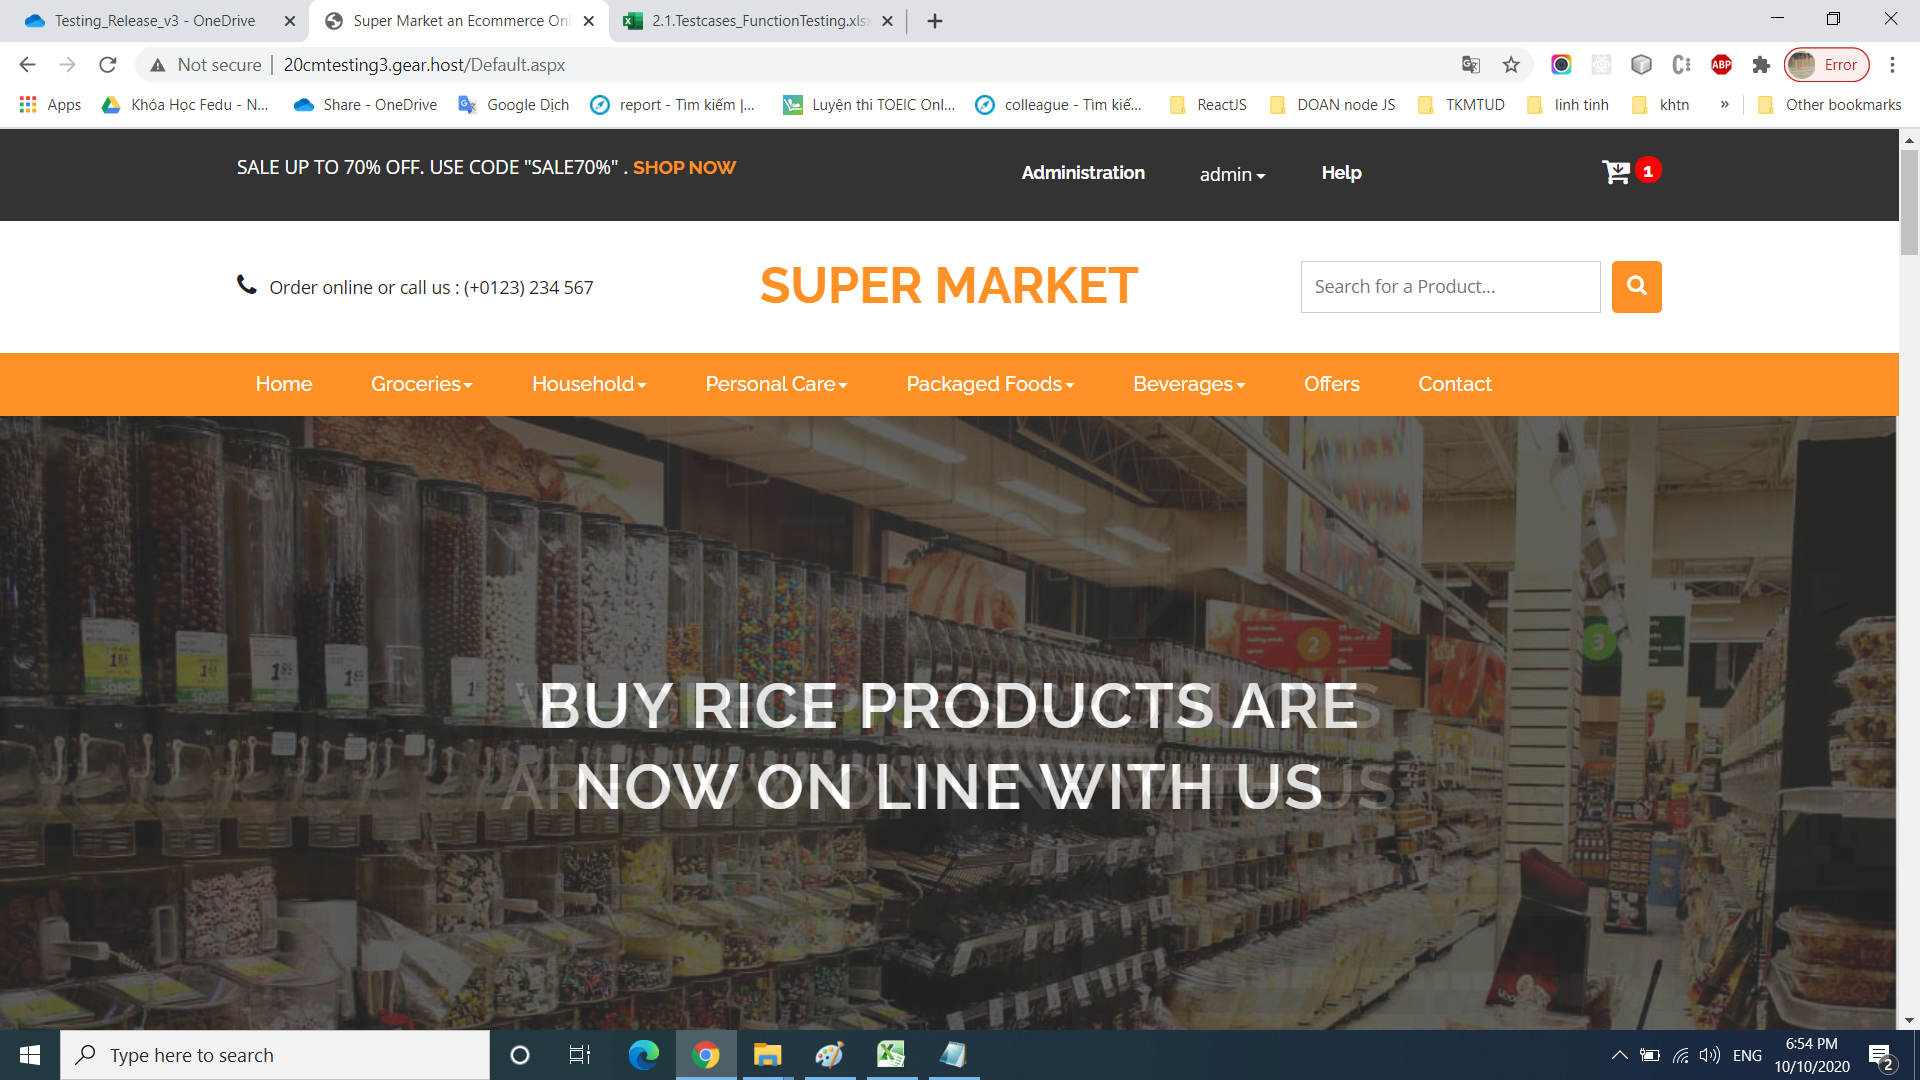 Testing_Release_v3 - OneDrive
Super Market an Ecommerce Onl
2.1.Testcases_FunctionTesting.xlsx
Not secure | 20cmtesting3.gear.host/Default.aspx
Error
Apps
Khóa Học Fedu - N...
Share - OneDrive
Google Dịch
report - Tìm kiếm |...
Luyện thi TOEIC Onl...
colleague - Tìm kiế...
ReactJS
DOAN node JS
TKMTUD
linh tinh
khtn
»
Other bookmarks
SALE UP TO 70% OFF. USE CODE "SALE70%" . SHOP NOW
Administration
admin
Help
1
Order online or call us : (+0123) 234 567
SUPER MARKET
Search for a Product...
Home
Groceries
Household
Personal Care
Packaged Foods
Beverages
Offers
Contact
2
3
BUY RICE PRODUCTS ARE
NOW ON LINE WITH US
Type here to search
ENG
6:54 PM
10/10/2020
2
ABP